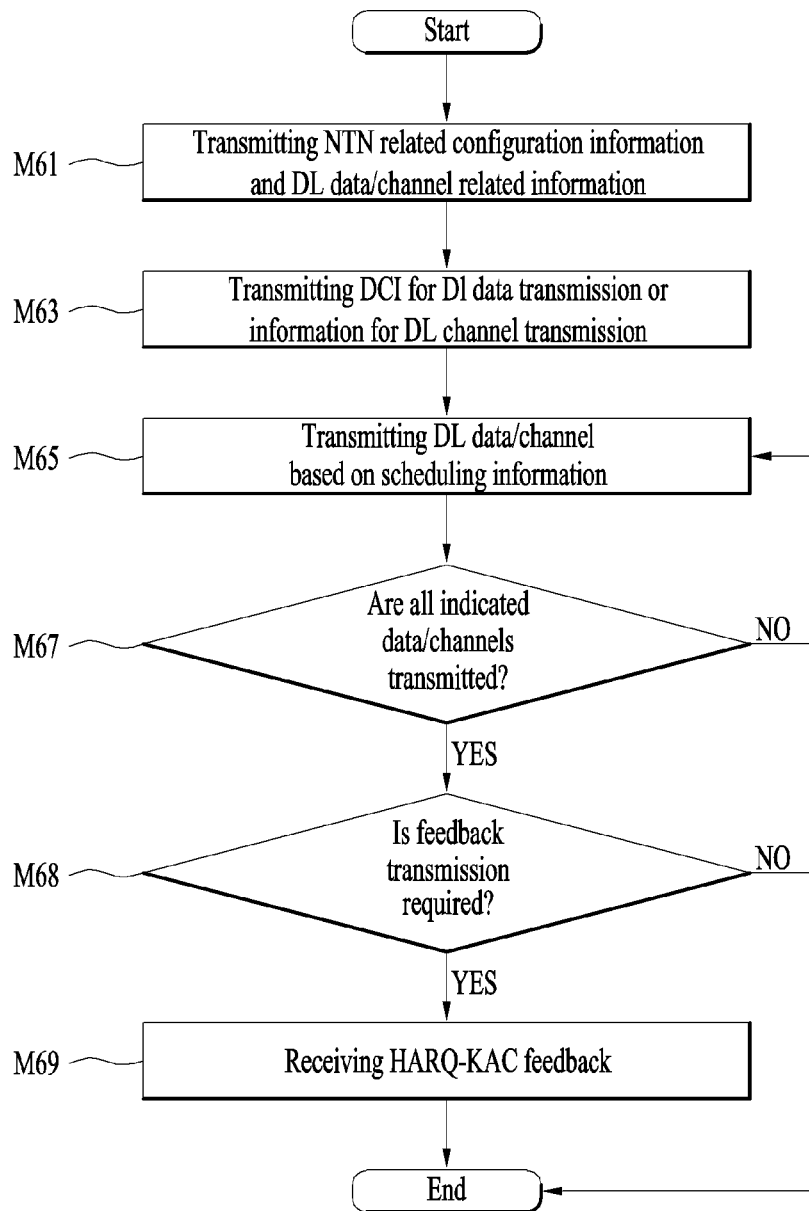 Start
M61
Transmitting NTN related configuration information
and DL data/channel related information
M63
Transmitting DCI for Dl data transmission or
information for DL channel transmission
M65
Transmitting DL data/channel
based on scheduling information
M67
Are all indicated
data/channels
transmitted?
NO
YES
M68
Is feedback
transmission
required?
NO
YES
M69
Receiving HARQ-KAC feedback
End